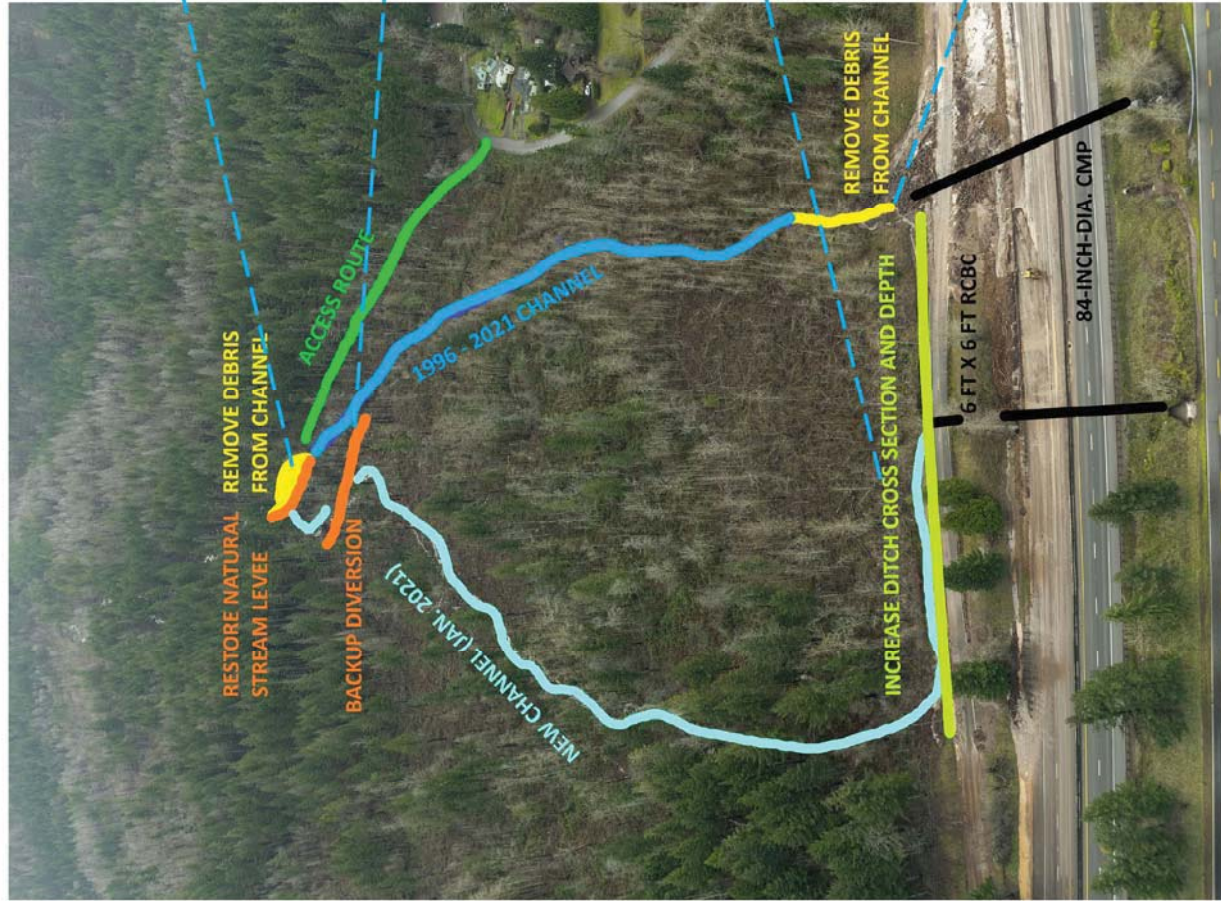 RESTORE NATURAL
STREAM LEVEE
REMOVE DEBRIS
FROM CHANNEL
ACCESS ROUTE
BACKUP DIVERSION
1996 - 2021 CHANNEL
NEW CHANNEL (JAN. 2021)
REMOVE DEBRIS
FROM CHANNEL
INCREASE DITCH CROSS SECTION AND DEPTH
6 FT X 6 FT RCBC
84-INCH-DIA. CMP